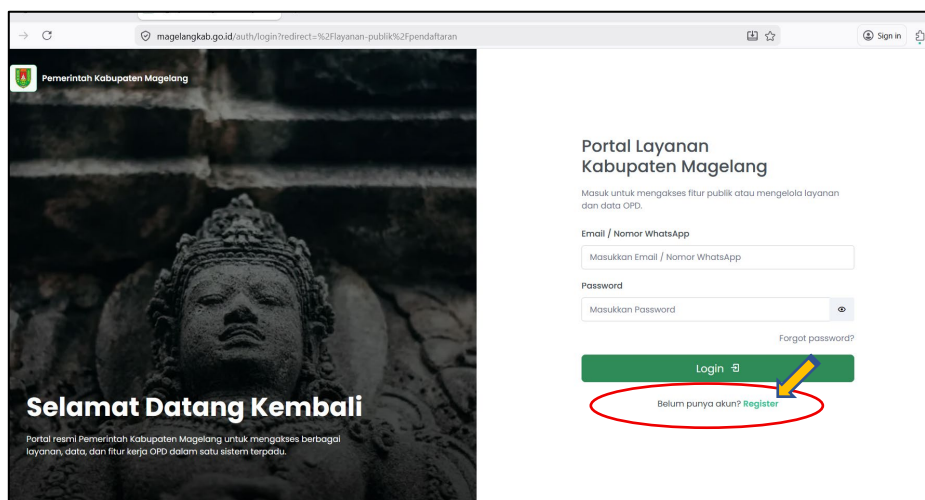 magelangkab.go.id/auth/login?redirect=%2Flayanan-publik%2Fpendaftaran
Sign in
Pemerintah Kabupaten Magelang
Selamat Datang Kembali
Portal resmi Pemerintah Kabupaten Magelang untuk mengakses berbagai
layanan, data, dan fitur kerja OPD dalam satu sistem terpadu.
Portal Layanan
Kabupaten Magelang
Masuk untuk mengakses fitur publik atau mengelola layanan
dan data OPD.
Email / Nomor WhatsApp
Masukkan Email / Nomor WhatsApp
Password
Masukkan Password
Forgot password?
Login
Belum punya akun? Register